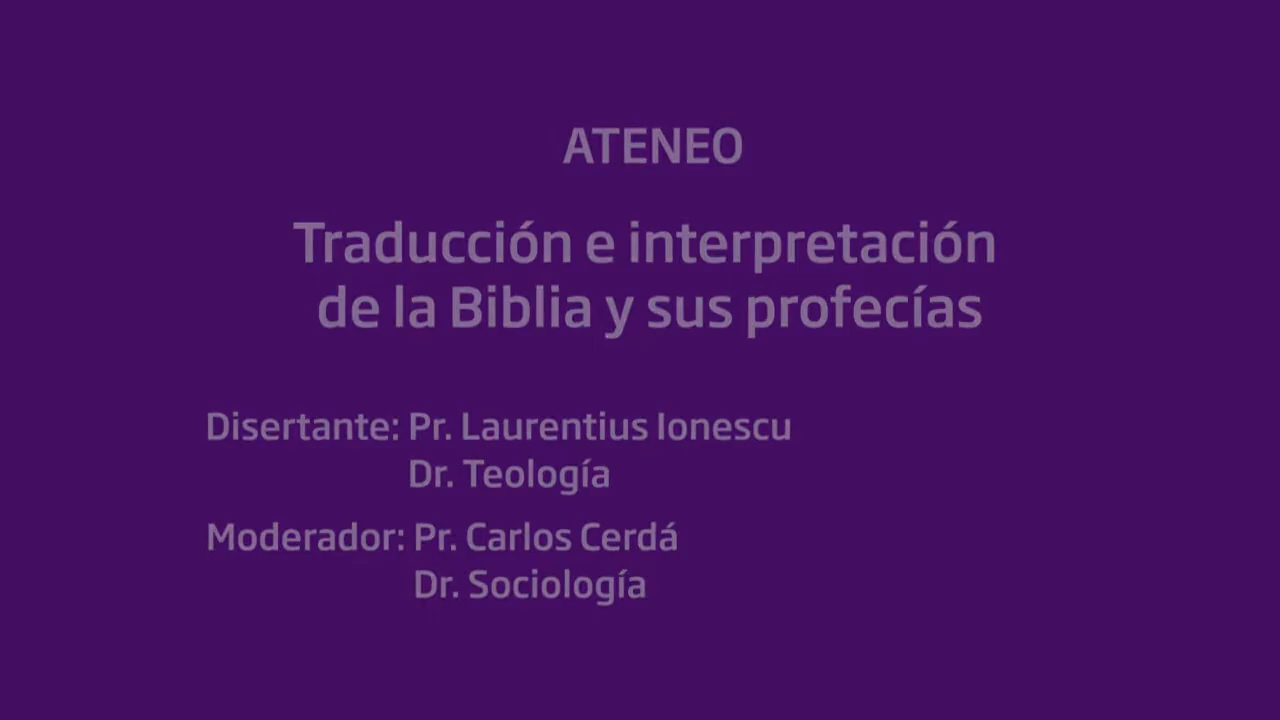 ATENEO
Traducción e interpretación
de la Biblia y sus profecías
Disertante: Pr. Laurentius Ionescu
Dr. Teología
Moderador: Pr. Carlos Cerdá
Dr. Sociología